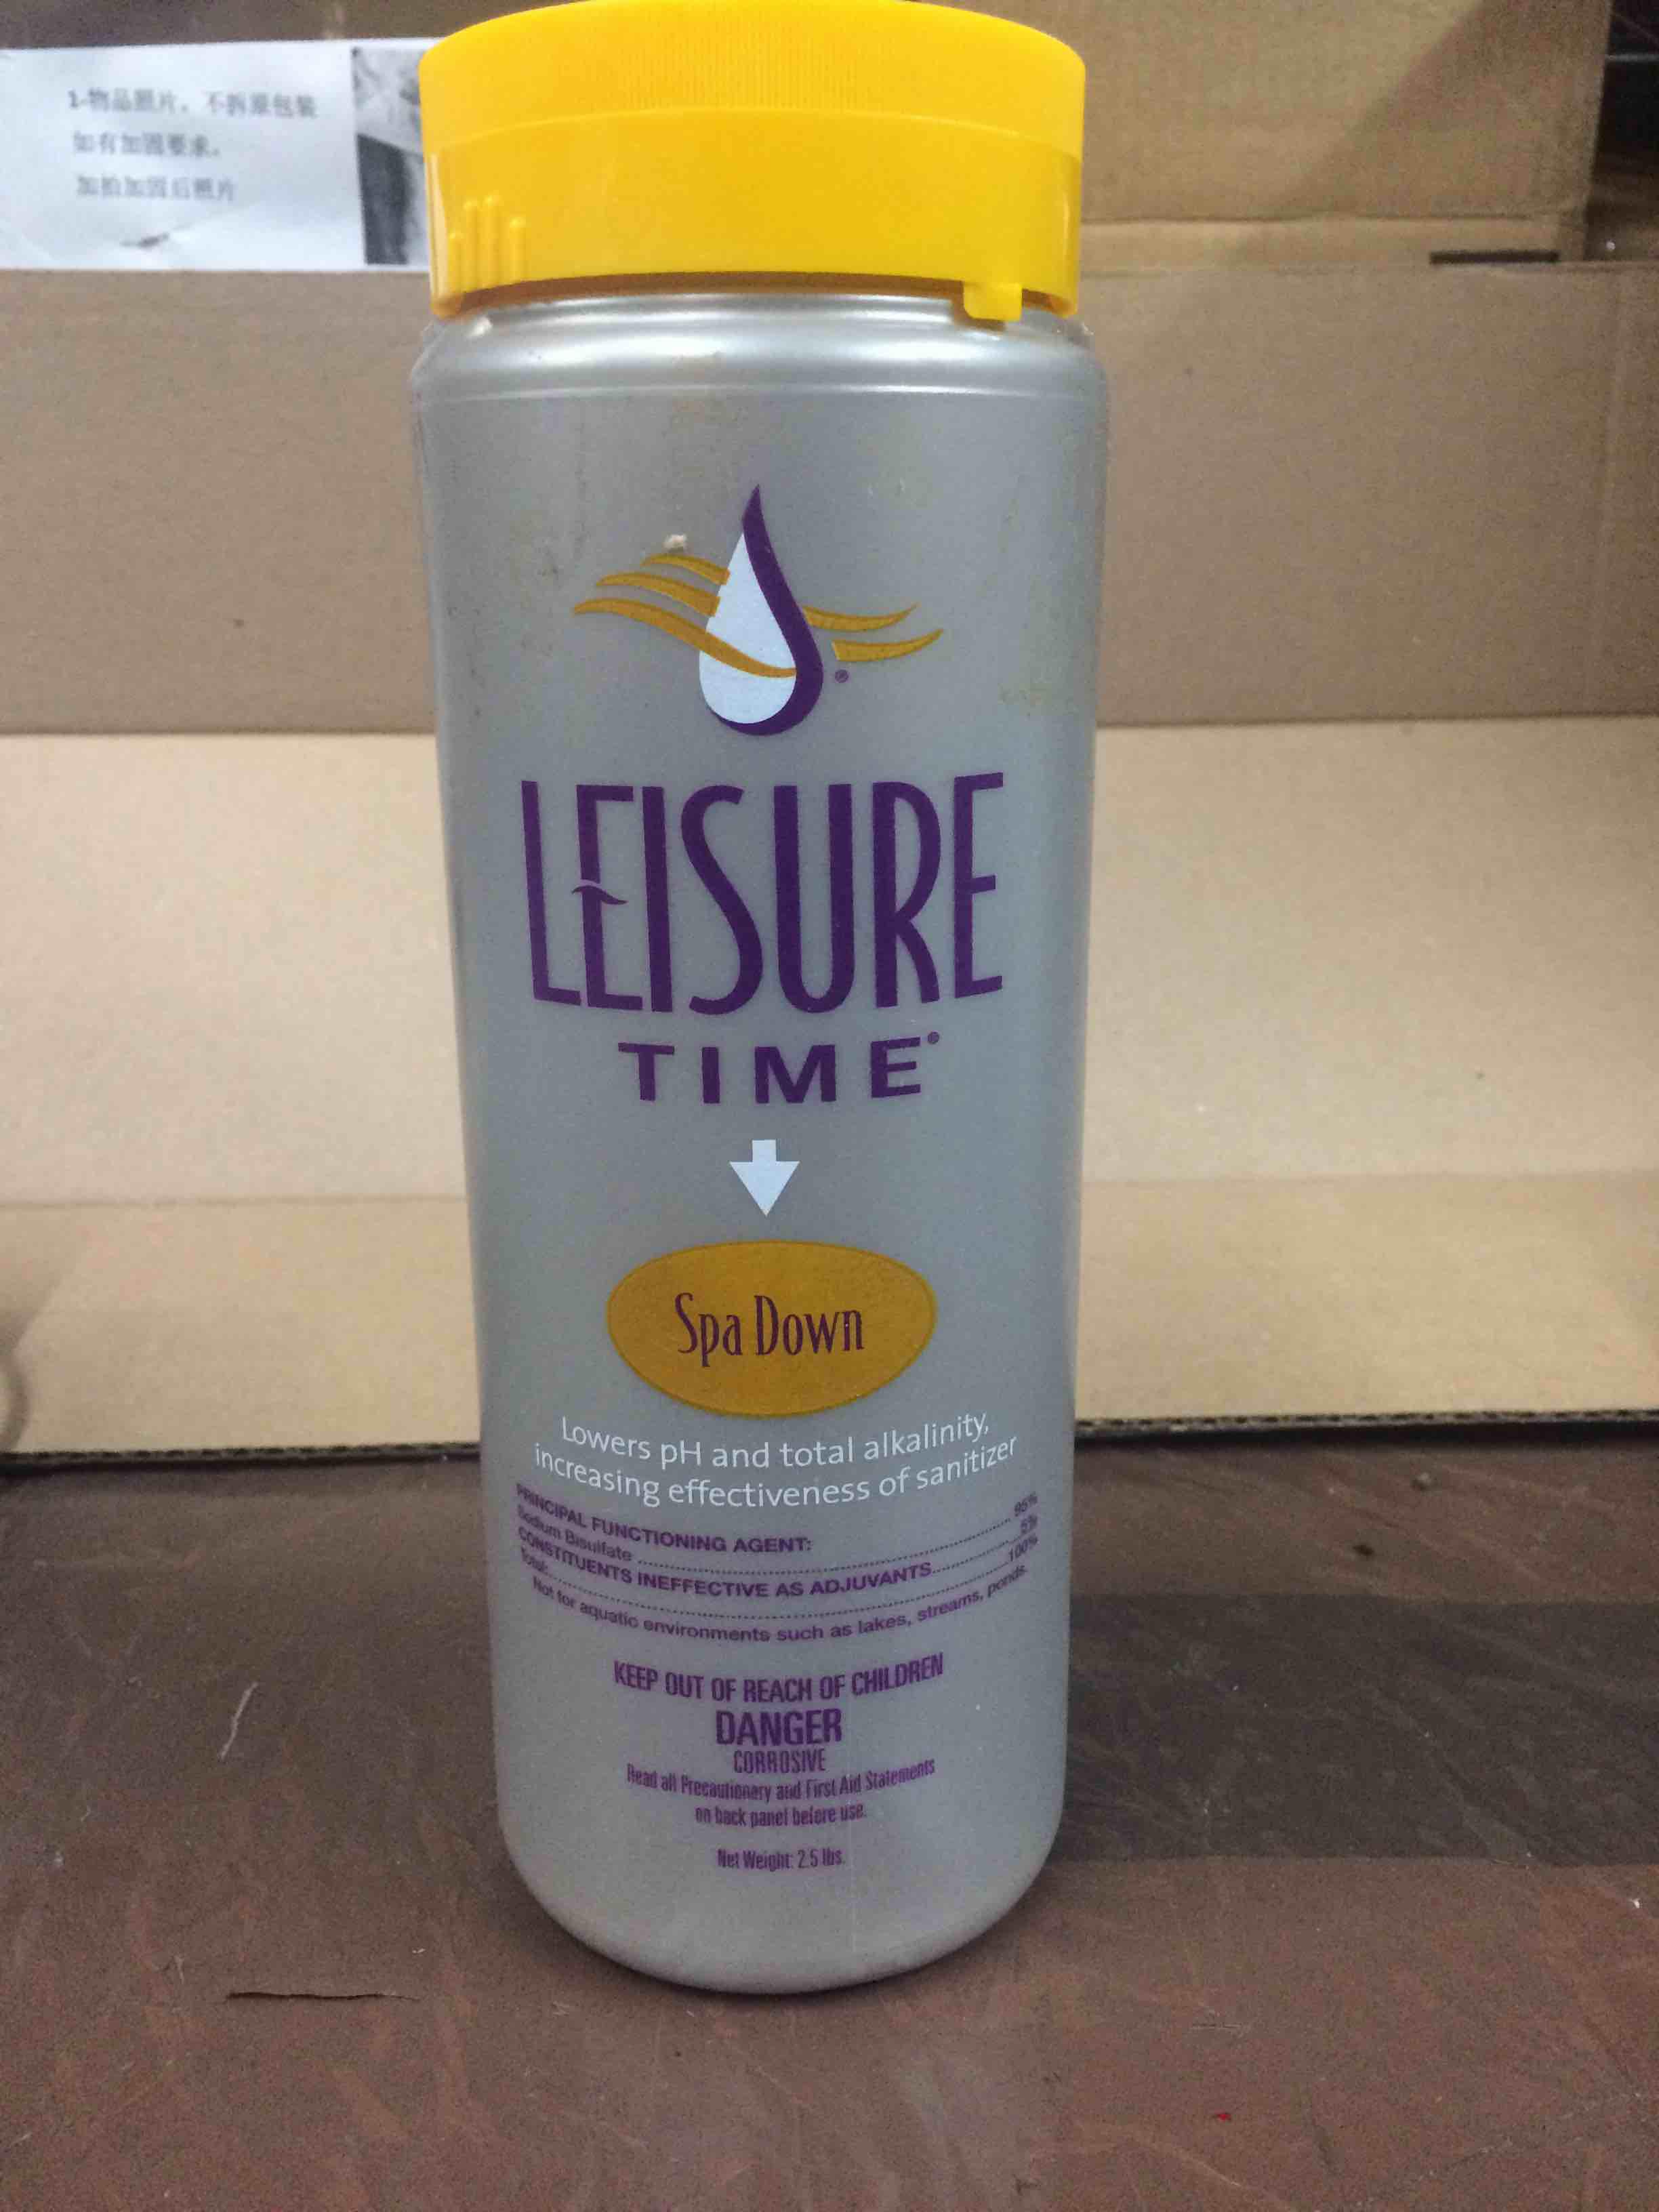 1-物品照片，不拆原包装
如有加固要求，
加拍加固后照片
LEISURE
TIME®
Spa Down
Lowers pH and total alkalinity,
increasing effectiveness of sanitizer
PRINCIPAL FUNCTIONING AGENT:
Sodium Bisulfate ........................ 95%
CONSTITUENTS INEFFECTIVE AS ADJUVANTS............ 5%
Total:........................ 100%
Not for aquatic environments such as lakes, streams, ponds.
KEEP OUT OF REACH OF CHILDREN
DANGER
CORROSIVE
Read all Precautionary and First Aid Statements
on back panel before use.
Net Weight: 2.5 lbs.